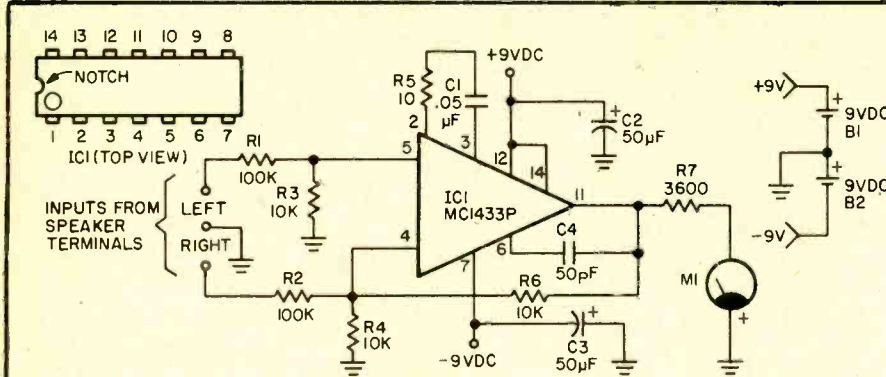 14 13 12 11 10 9 8
NOTCH
1 2 3 4 5 6 7
IC1 (TOP VIEW)
INPUTS FROM
SPEAKER
TERMINALS
LEFT
RIGHT
R1
100K
R3
10K
R2
100K
R4
10K
R5
10
C1
.05
µF
2
3
5
4
IC1
MC1433P
12
14
11
6
7
+9VDC
C2
50µF
+
C4
50pF
R6
10K
-9VDC
C3
50µF
+
R7
3600
M1
+
+9V
+
9VDC
B1
+
9VDC
B2
-9V